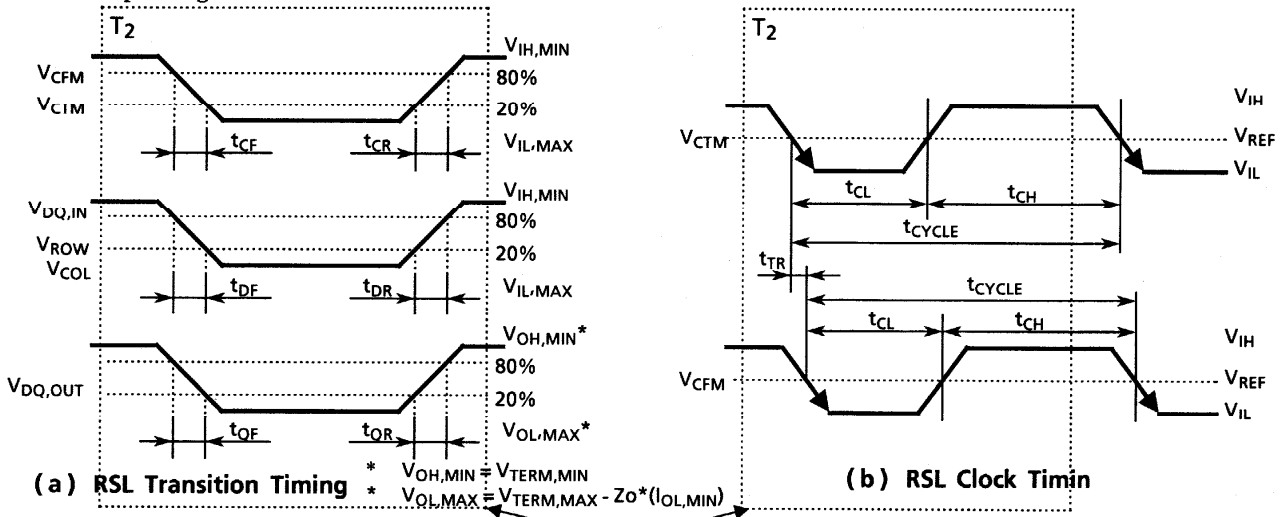 T2
VIH,MIN
VCFM
80%
VCTM
20%
tCF
tCR
VIL,MAX
VIH,MIN
VDQ,IN
80%
VROW
20%
VCOL
tDF
tDR
VIL,MAX
VOH,MIN*
80%
VDQ,OUT
20%
tQF
tQR
VOL,MAX*
(a) RSL Transition Timing
* VOH,MIN = VTERM,MIN
* VOL,MAX = VTERM,MAX - Zo*(IOL,MIN)
T2
VIH
VCTM
VREF
VIL
tCL
tCH
tCYCLE
tTR
tCYCLE
tCL
tCH
VIH
VCFM
VREF
VIL
(b) RSL Clock Timin